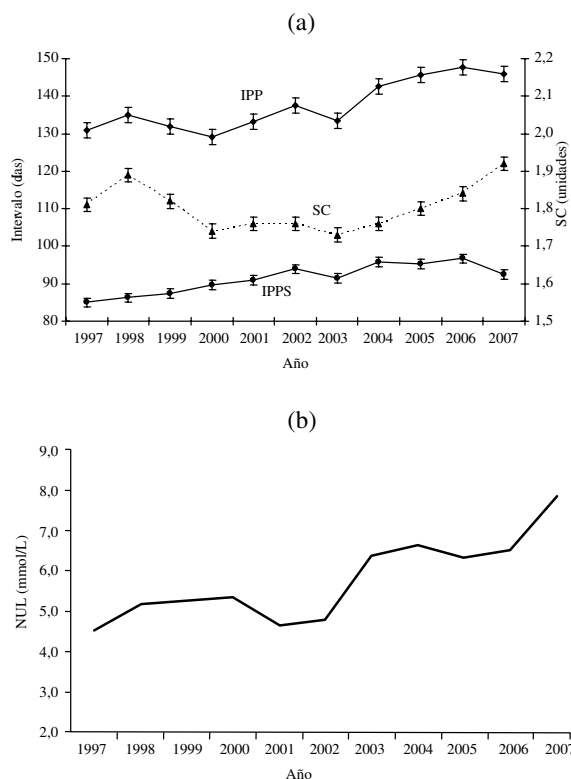 (a)
150
140
130
120
110
100
90
80
2,2
2,1
2,0
1,9
1,8
1,7
1,6
1,5
Intervalo (das)
SC (unidades)
IPP
SC
IPPS
1997 1998 1999 2000 2001 2002 2003 2004 2005 2006 2007
Año
(b)
9,0
8,0
7,0
6,0
5,0
4,0
3,0
2,0
NUL (mmol/L)
1997 1998 1999 2000 2001 2002 2003 2004 2005 2006 2007
Año